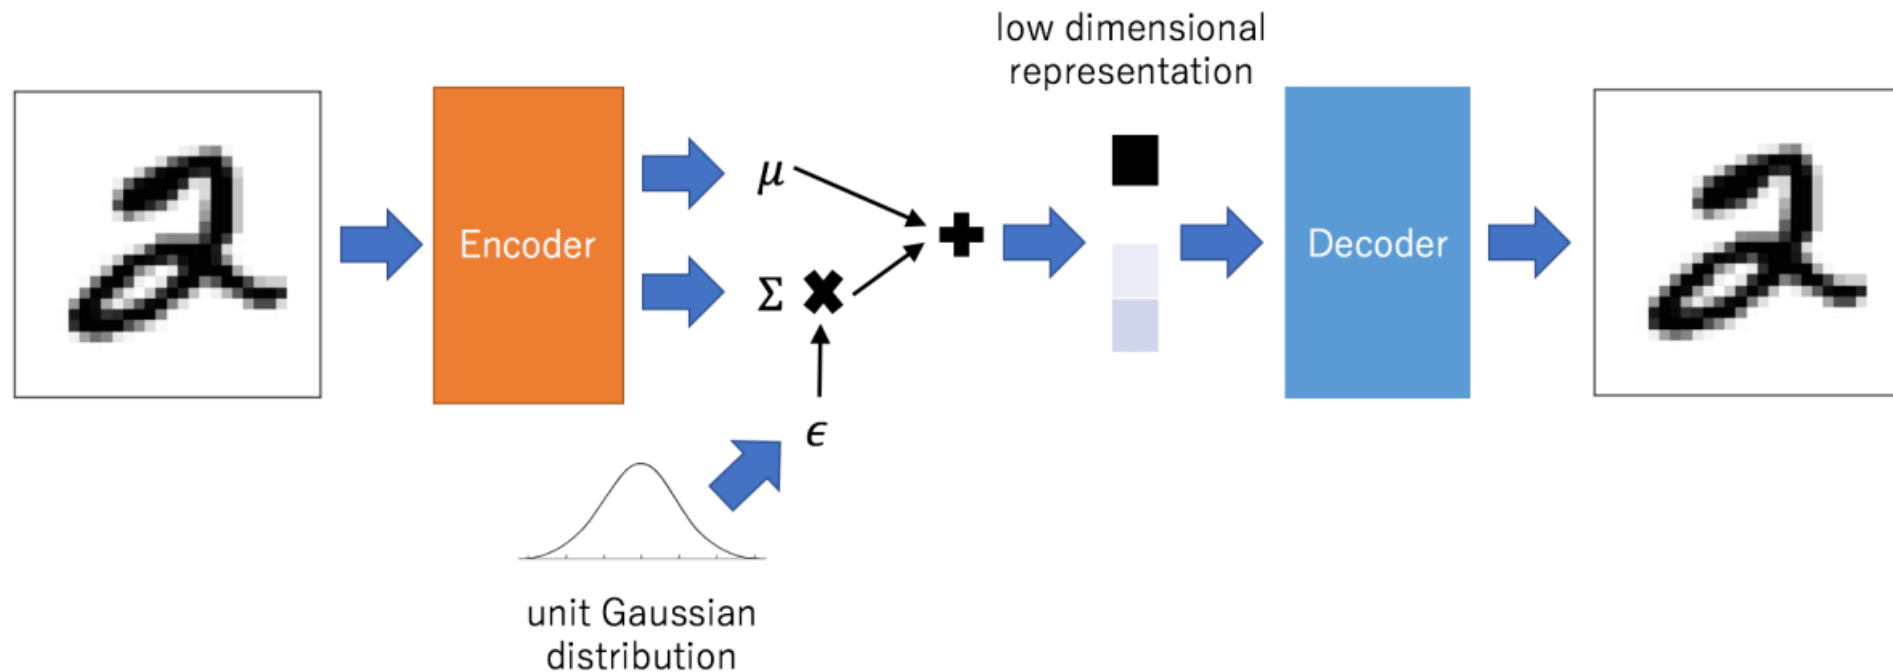 low dimensional
representation
Encoder
μ
Σ
ϵ
Decoder
unit Gaussian
distribution